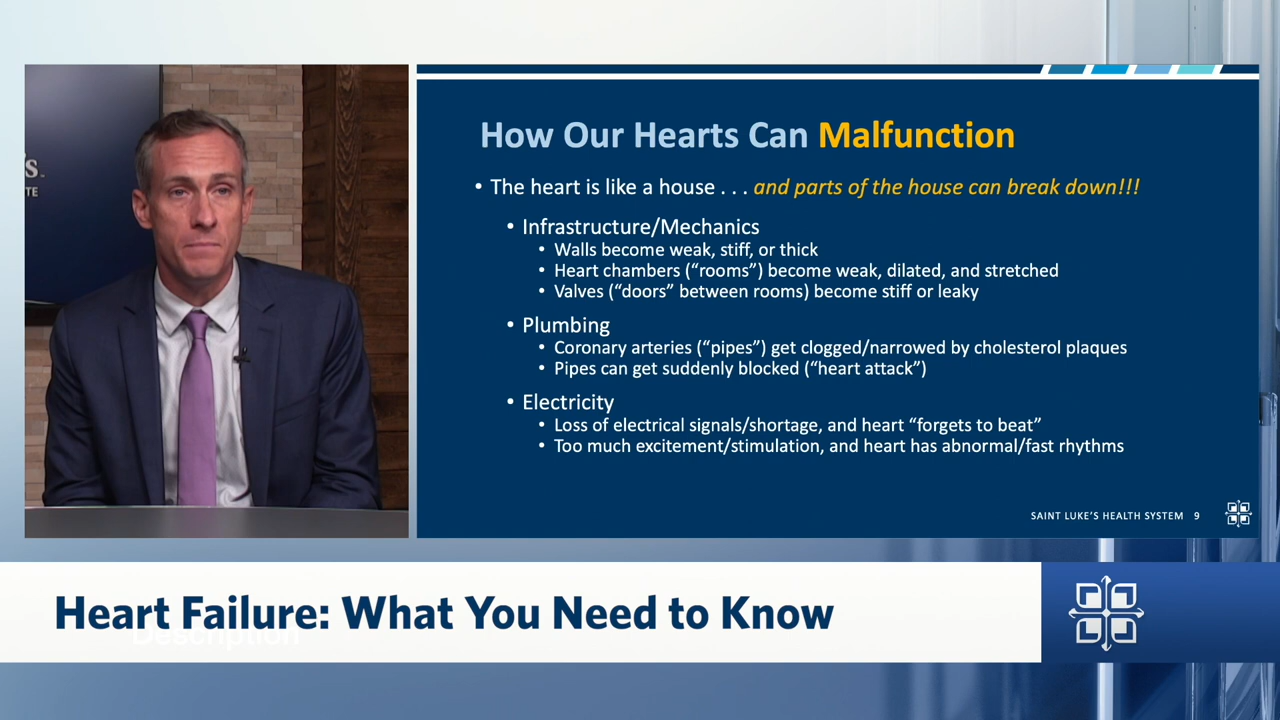 How Our Hearts Can Malfunction
• The heart is like a house . . . and parts of the house can break down!!!
• Infrastructure/Mechanics
• Walls become weak, stiff, or thick
• Heart chambers (“rooms”) become weak, dilated, and stretched
• Valves (“doors” between rooms) become stiff or leaky
• Plumbing
• Coronary arteries (“pipes”) get clogged/narrowed by cholesterol plaques
• Pipes can get suddenly blocked (“heart attack”)
• Electricity
• Loss of electrical signals/shortage, and heart “forgets to beat”
• Too much excitement/stimulation, and heart has abnormal/fast rhythms
SAINT LUKE’S HEALTH SYSTEM 9
Heart Failure: What You Need to Know
Description